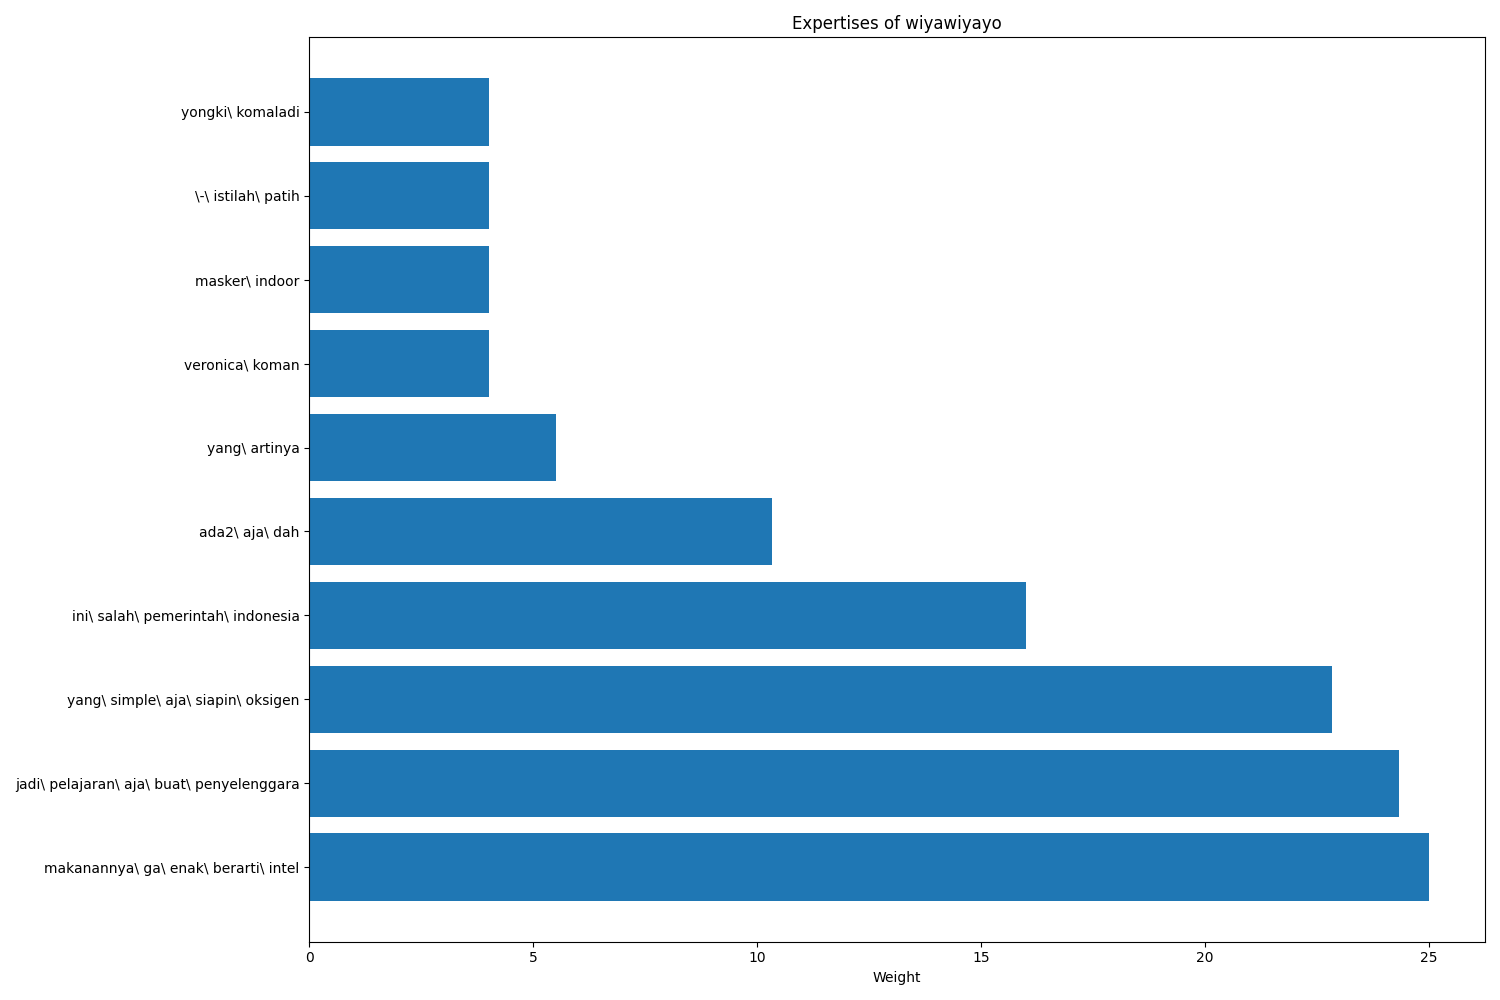 Expertises of wiyawiyayo
yongki\ komaladi
\-\ istilah\ patih
masker\ indoor
veronica\ koman
yang\ artinya
ada2\ aja\ dah
ini\ salah\ pemerintah\ indonesia
yang\ simple\ aja\ siapin\ oksigen
jadi\ pelajaran\ aja\ buat\ penyelenggara
makanannya\ ga\ enak\ berarti\ intel
0 5 10 15 20 25
Weight